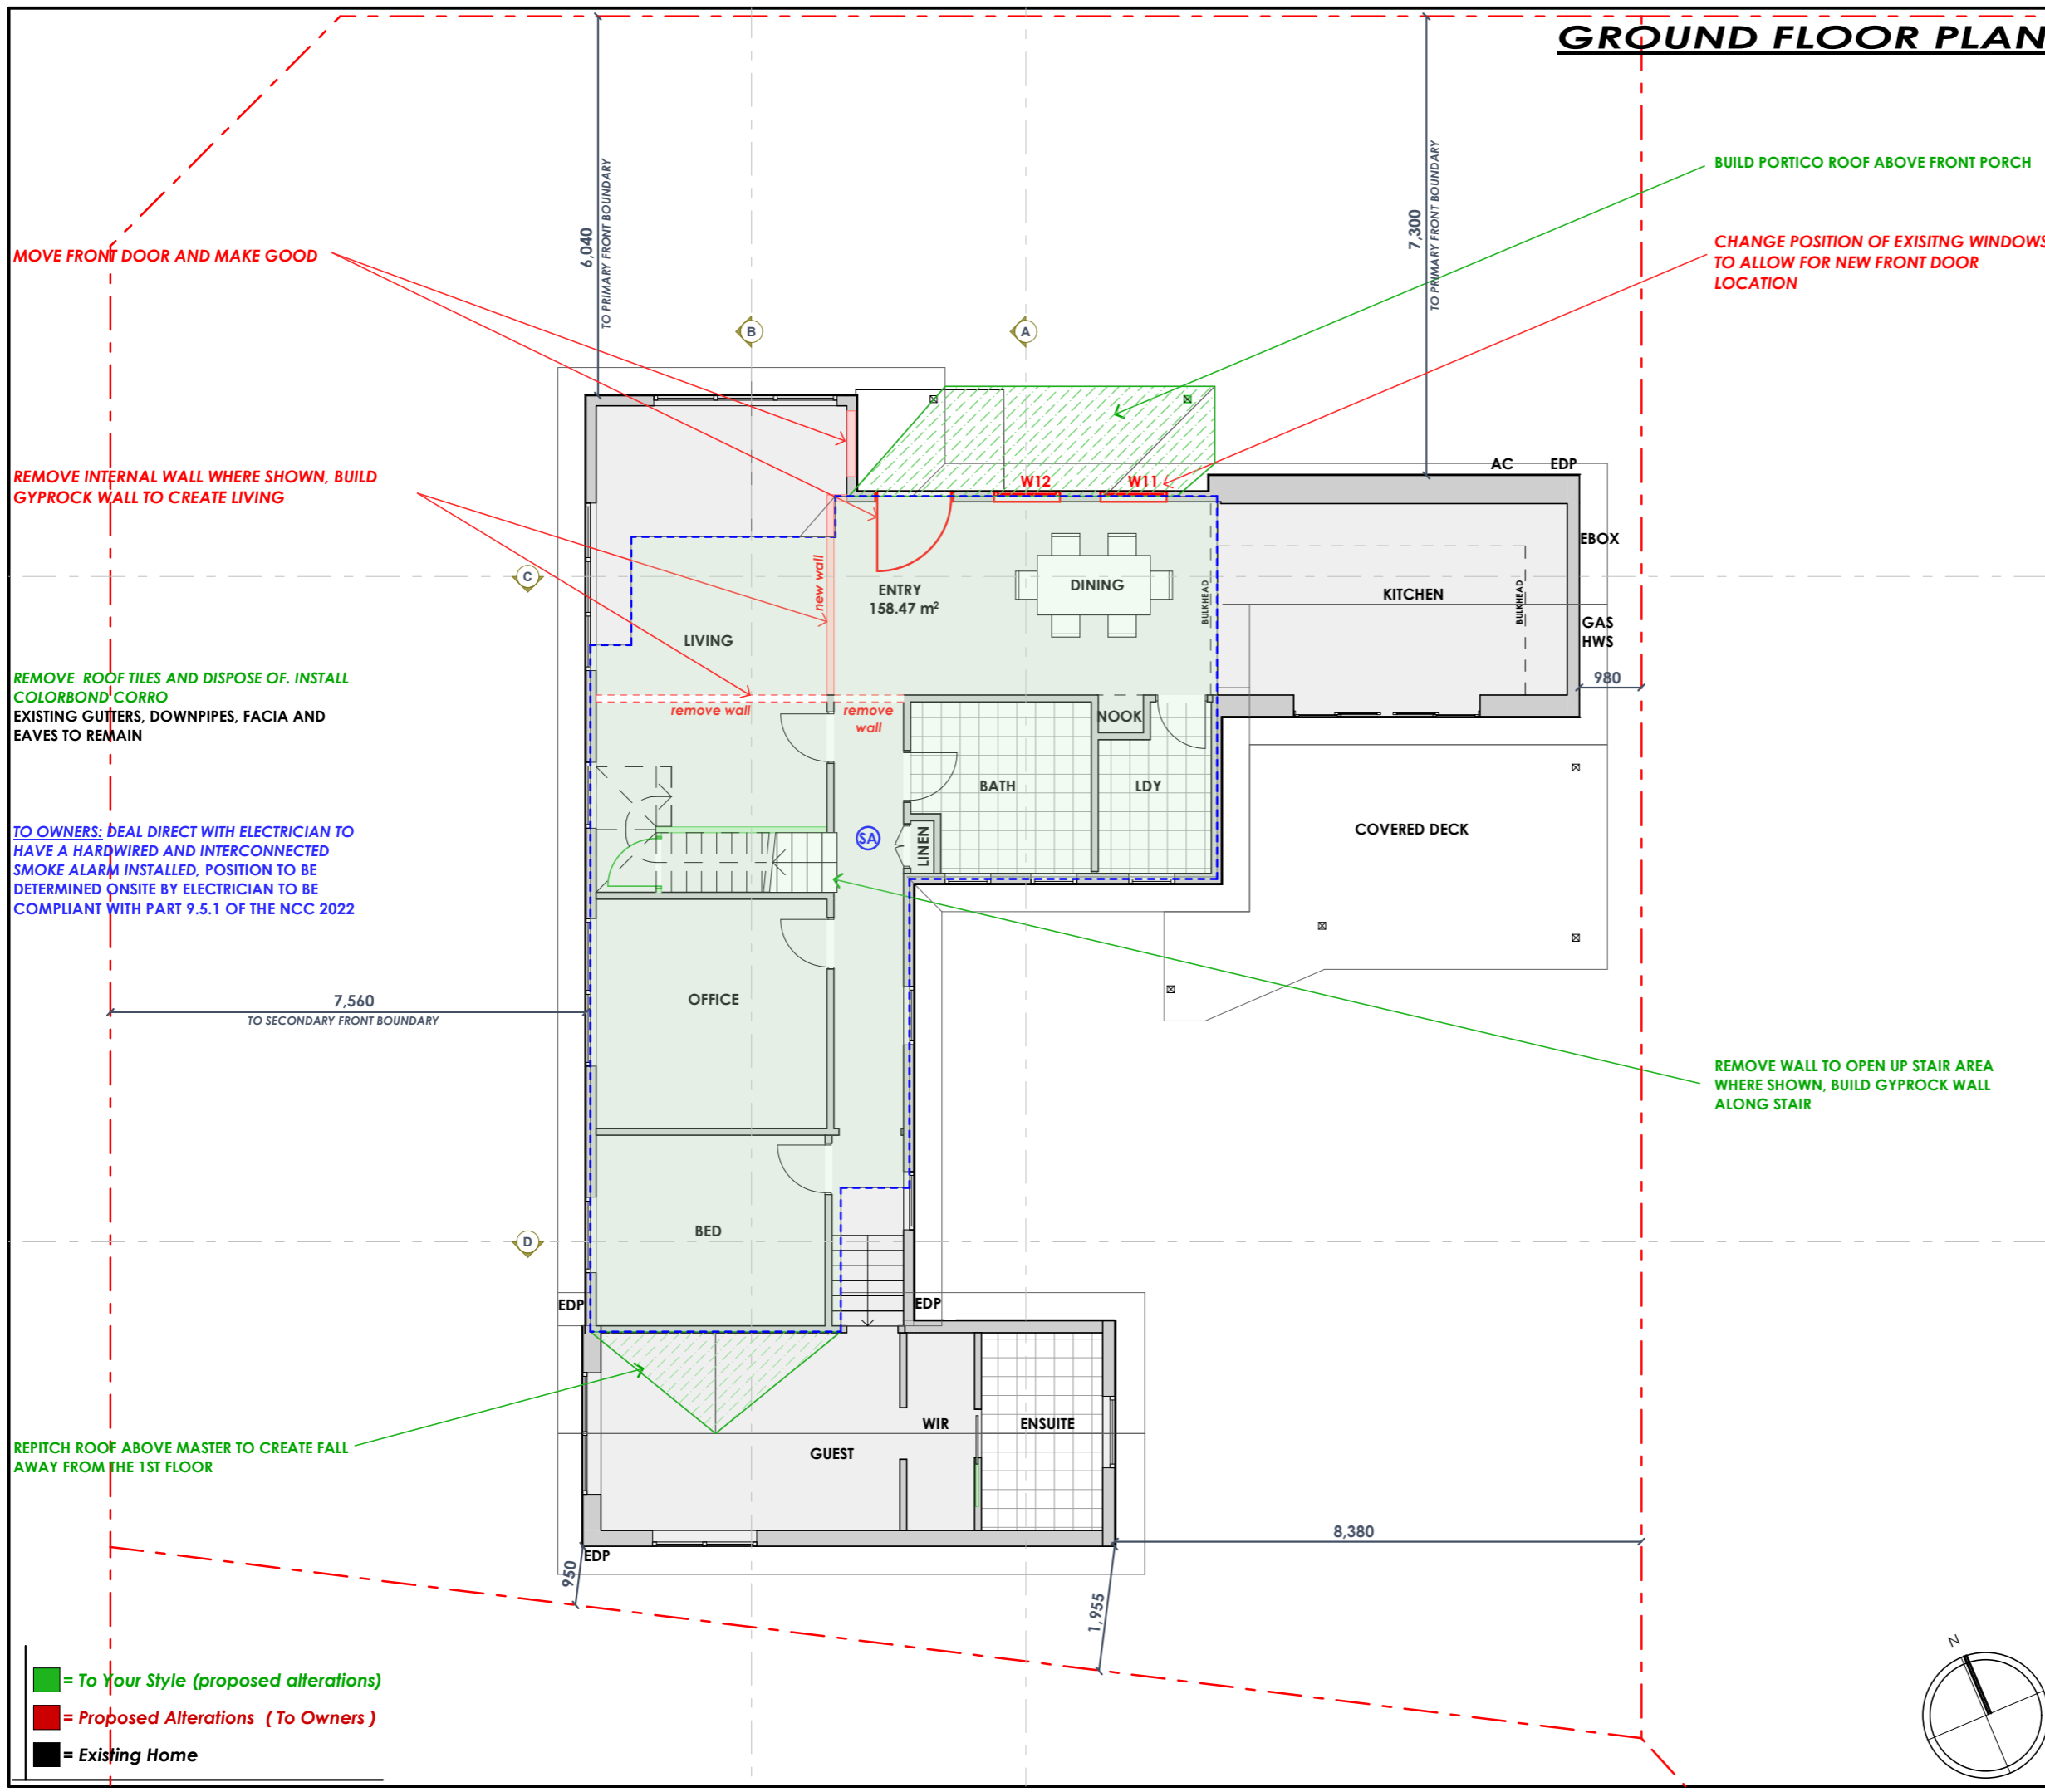 GROUND FLOOR PLAN
BUILD PORTICO ROOF ABOVE FRONT PORCH
CHANGE POSITION OF EXISITNG WINDOWS
TO ALLOW FOR NEW FRONT DOOR
LOCATION
MOVE FRONT DOOR AND MAKE GOOD
6,040
TO PRIMARY FRONT BOUNDARY
7,300
TO PRIMARY FRONT BOUNDARY
B
A
REMOVE INTERNAL WALL WHERE SHOWN, BUILD
GYPROCK WALL TO CREATE LIVING
AC
EDP
W12
W11
EBOX
C
new wall
ENTRY
158.47 m²
DINING
BULKHEAD
KITCHEN
BULKHEAD
GAS
HWS
LIVING
980
REMOVE ROOF TILES AND DISPOSE OF. INSTALL
COLORBOND CORRO
EXISTING GUTTERS, DOWNPIPES, FACIA AND
EAVES TO REMAIN
remove wall
remove
wall
NOOK
BATH
LDY
TO OWNERS: DEAL DIRECT WITH ELECTRICIAN TO
HAVE A HARDWIRED AND INTERCONNECTED
SMOKE ALARM INSTALLED, POSITION TO BE
DETERMINED ONSITE BY ELECTRICIAN TO BE
COMPLIANT WITH PART 9.5.1 OF THE NCC 2022
SA
LINEN
COVERED DECK
7,560
TO SECONDARY FRONT BOUNDARY
OFFICE
REMOVE WALL TO OPEN UP STAIR AREA
WHERE SHOWN, BUILD GYPROCK WALL
ALONG STAIR
BED
D
EDP
EDP
REPITCH ROOF ABOVE MASTER TO CREATE FALL
AWAY FROM THE 1ST FLOOR
GUEST
WIR
ENSUITE
8,380
EDP
950
1,955
N
= To Your Style (proposed alterations)
= Proposed Alterations ( To Owners )
= Existing Home